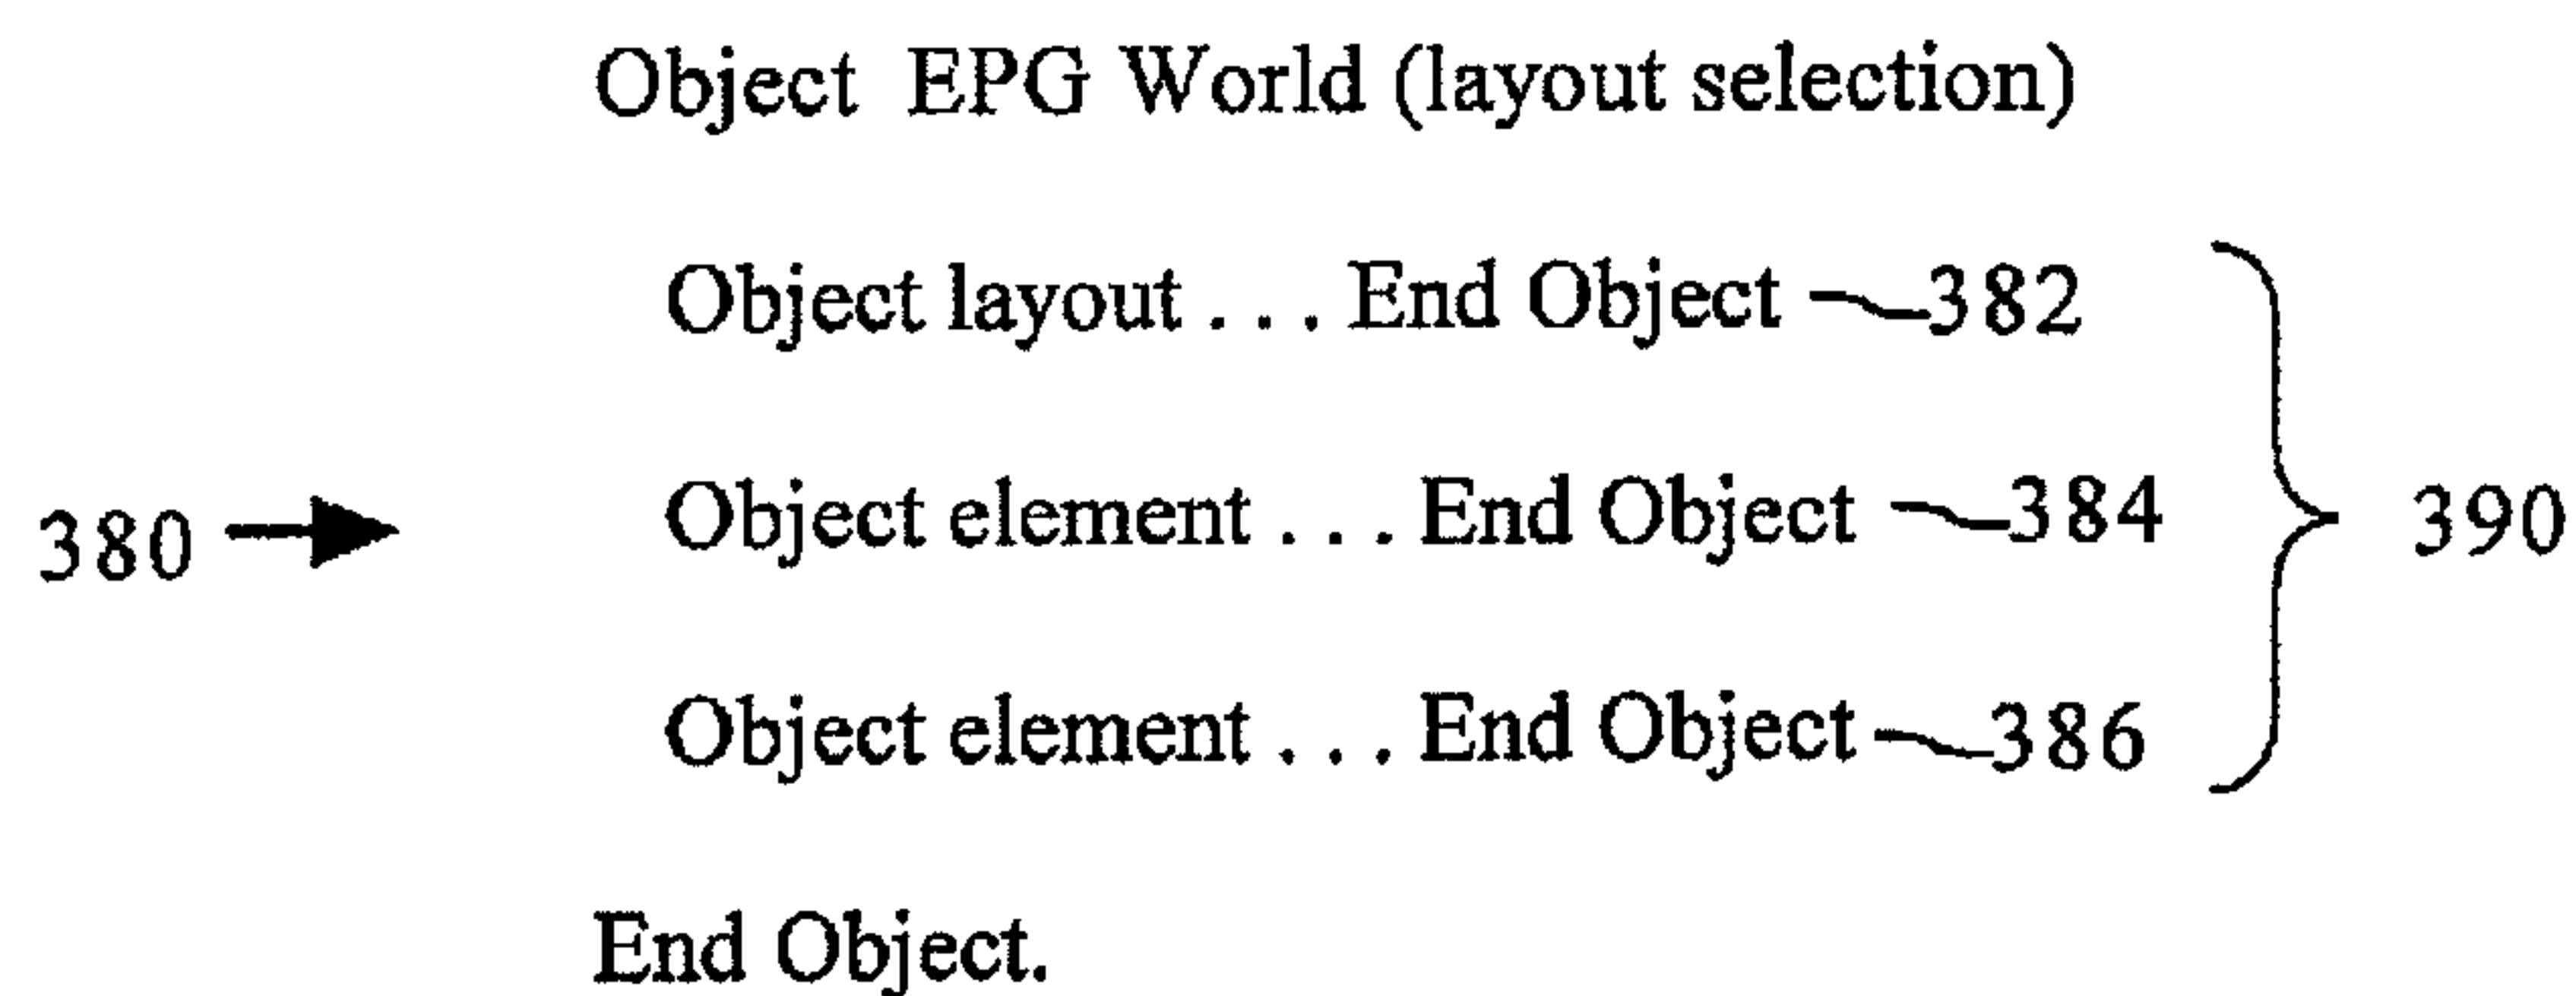 Object EPG World (layout selection)
Object layout . . . End Object 382
380 Object element . . . End Object 384 390
Object element . . . End Object 386
End Object.